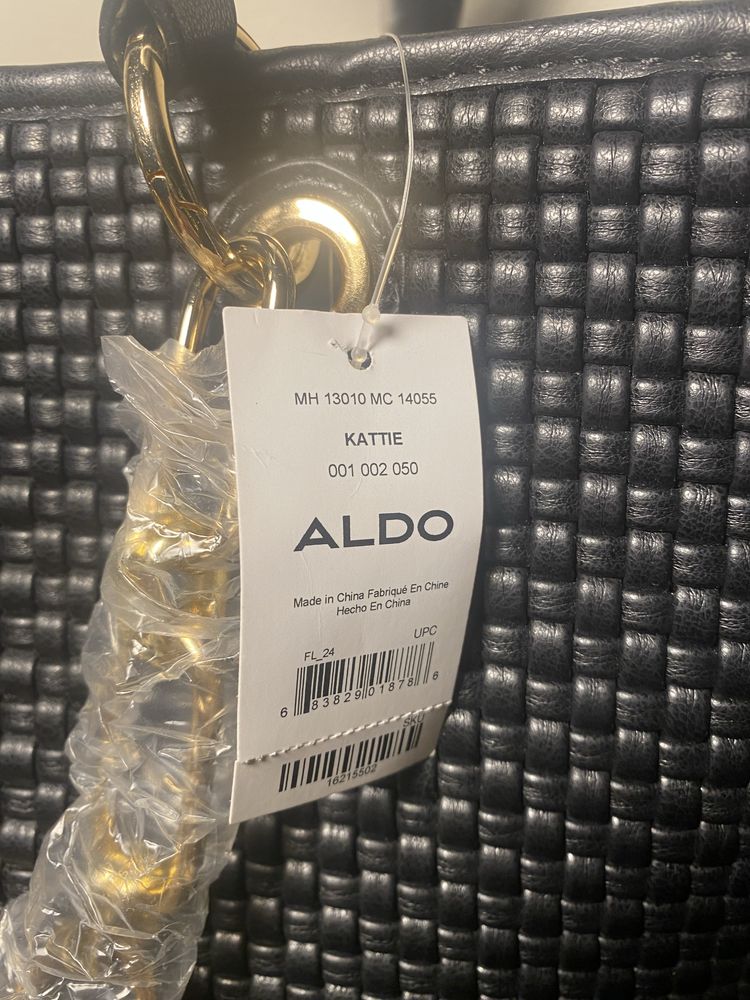 MH 13010 MC 14055
KATTIE
001 002 050
ALDO
Made in China Fabriqué En Chine
Hecho En China
UPC
FL_24
6 83829 01878 6
SKU
16215502